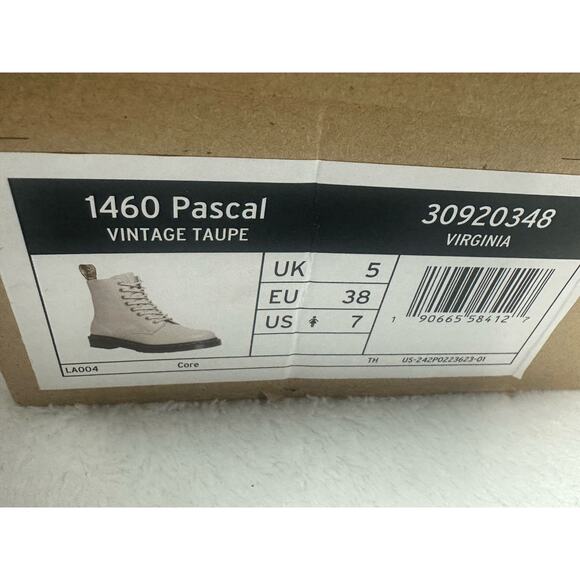 1460 Pascal
VINTAGE TAUPE
30920348
VIRGINIA
UK 5
EU 38
US 7
1 90665 58412 7
LA004
Core
TH
US-242P0223623-01